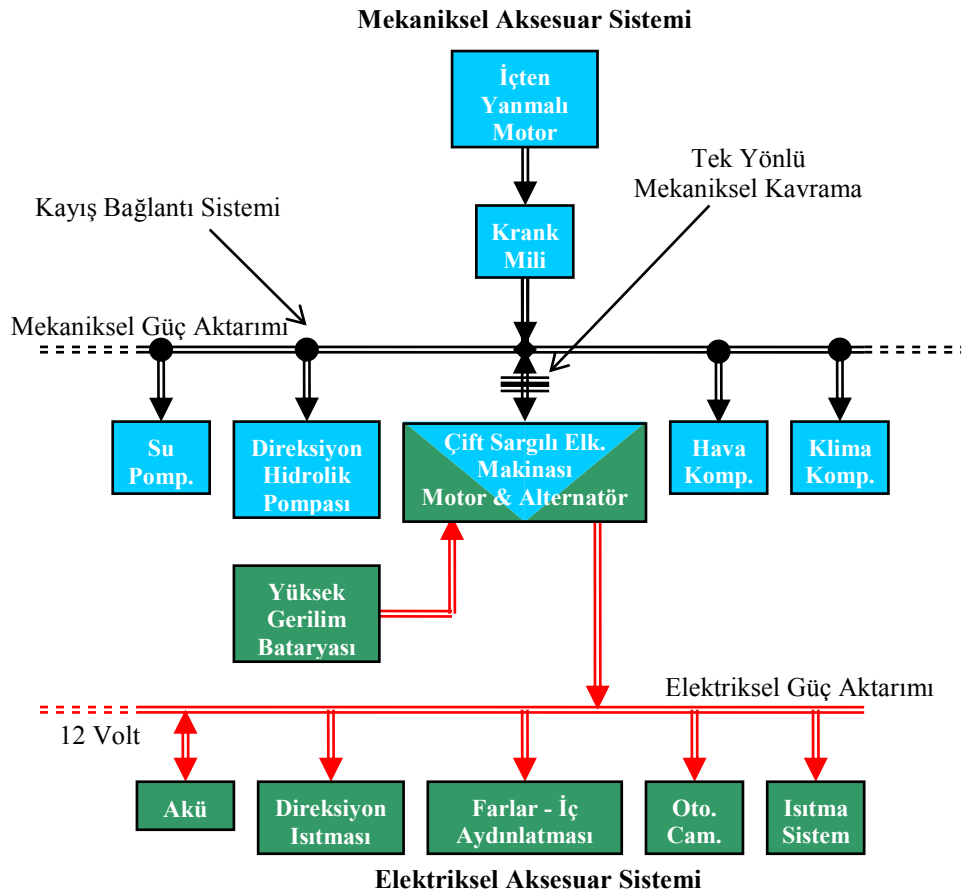 Mekaniksel Aksesuar Sistemi
İçten
Yanmalı
Motor
Tek Yönlü
Mekaniksel Kavrama
Kayış Bağlantı Sistemi
Krank
Mili
Mekaniksel Güç Aktarımı
Su
Pomp.
Direksiyon
Hidrolik
Pompası
Çift Sargılı Elk.
Makinası
Motor & Alternatör
Hava
Komp.
Klima
Komp.
Yüksek
Gerilim
Bataryası
Elektriksel Güç Aktarımı
12 Volt
Akü
Direksiyon
Isıtması
Farlar - İç
Aydınlatması
Oto.
Cam.
Isıtma
Sistem
Elektriksel Aksesuar Sistemi